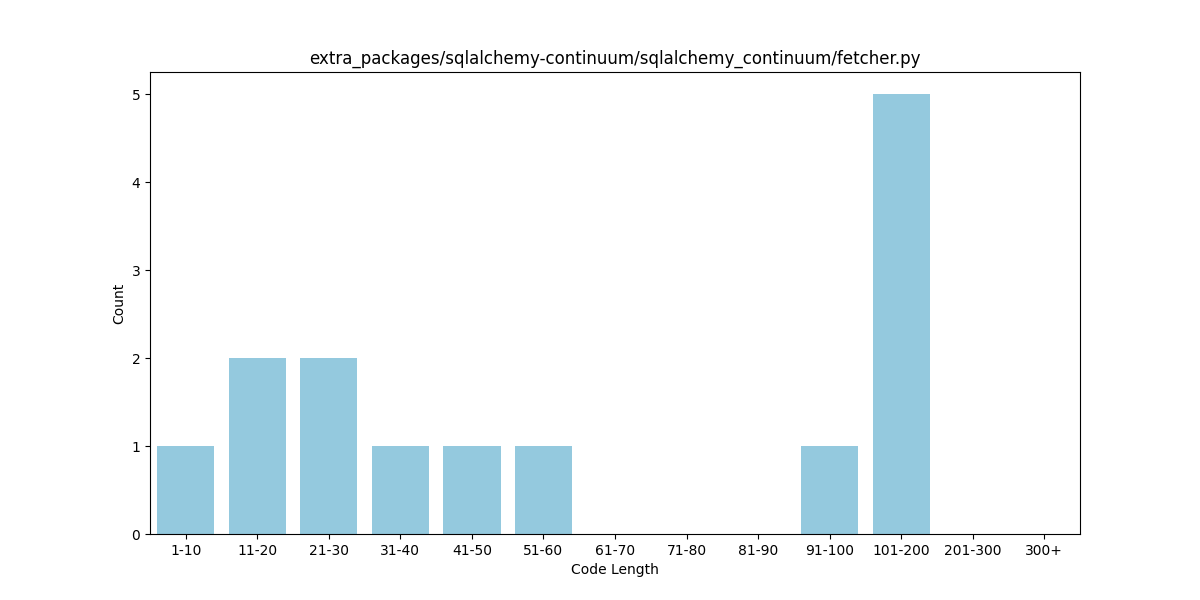 extra_packages/sqlalchemy-continuum/sqlalchemy_continuum/fetcher.py
5
4
3
2
1
0
Count
1-10 11-20 21-30 31-40 41-50 51-60 61-70 71-80 81-90 91-100 101-200 201-300 300+
Code Length